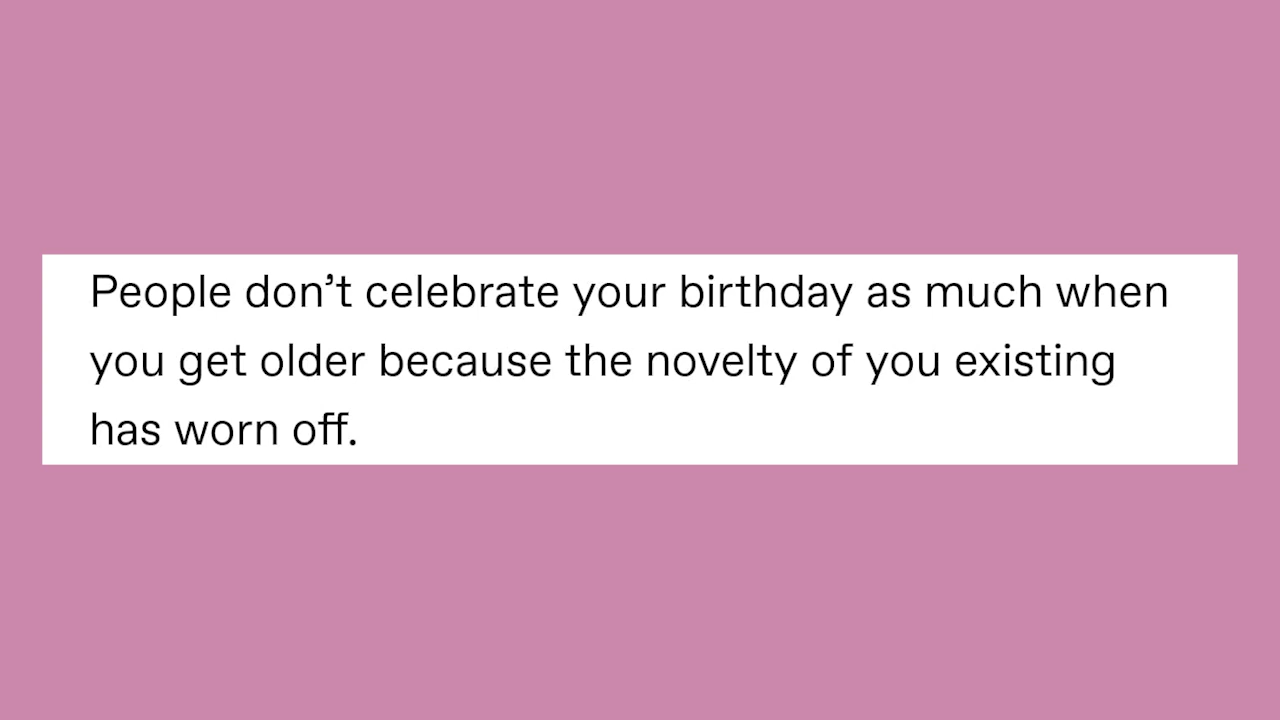 People don’t celebrate your birthday as much when
you get older because the novelty of you existing
has worn off.